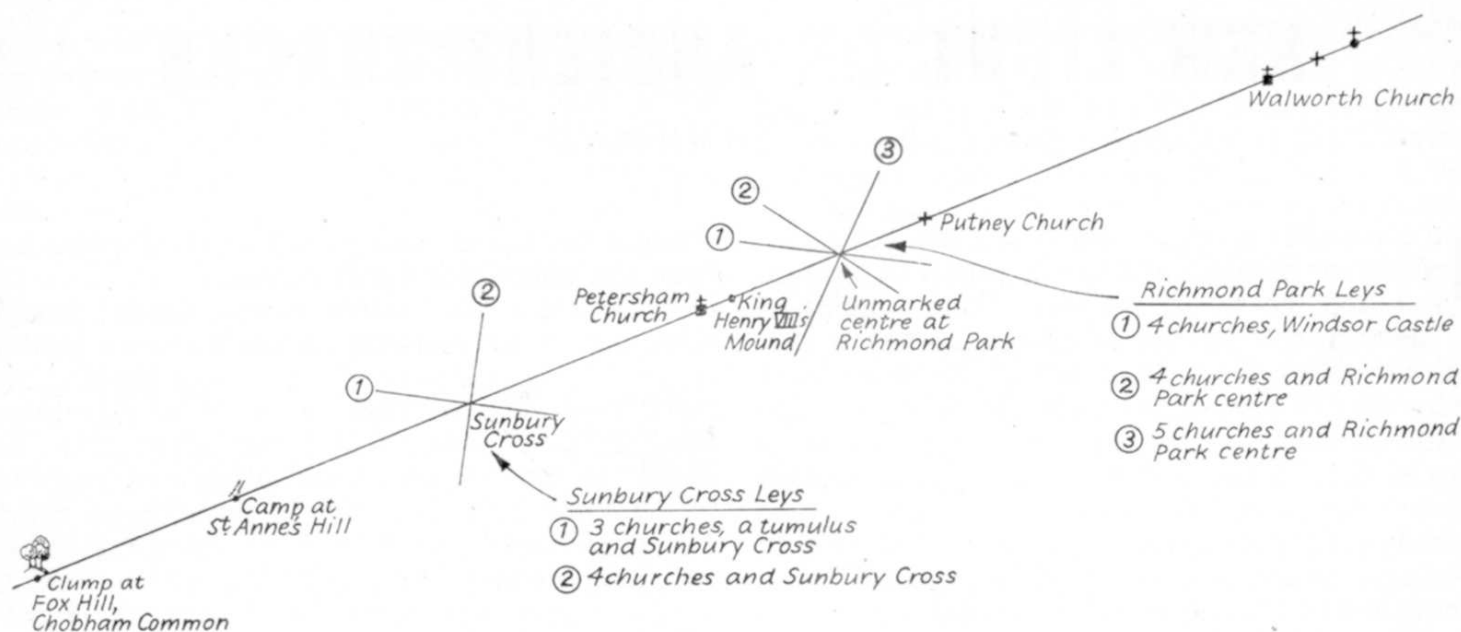 Walworth Church
③
②
①
Putney Church
Petersham
Church
King
Henry VIII's
Mound
Unmarked
centre at
Richmond Park
Richmond Park Leys
① 4 churches, Windsor Castle
② 4 churches and Richmond
Park centre
③ 5 churches and Richmond
Park centre
②
①
Sunbury
Cross
Sunbury Cross Leys
① 3 churches, a tumulus
and Sunbury Cross
② 4 churches and Sunbury Cross
Camp at
St. Anne's Hill
Clump at
Fox Hill,
Chobham Common